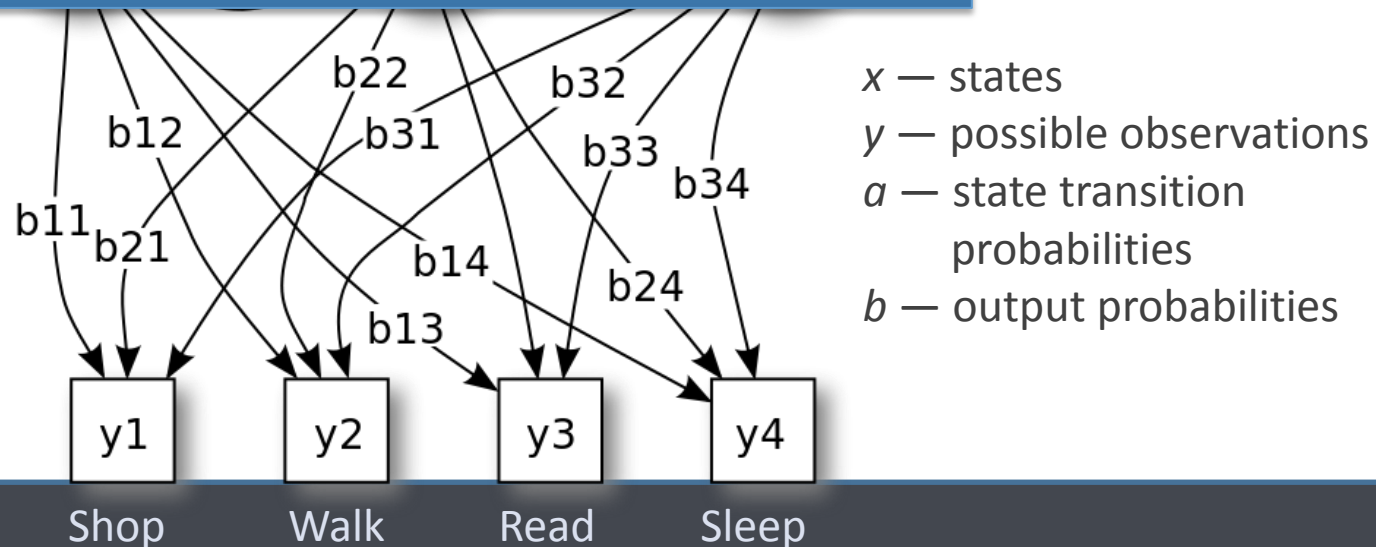 b22
b32
b12
b31
b33
b34
b11
b21
b14
b24
b13
x — states
y — possible observations
a — state transition
probabilities
b — output probabilities
y1 y2 y3 y4
Shop Walk Read Sleep